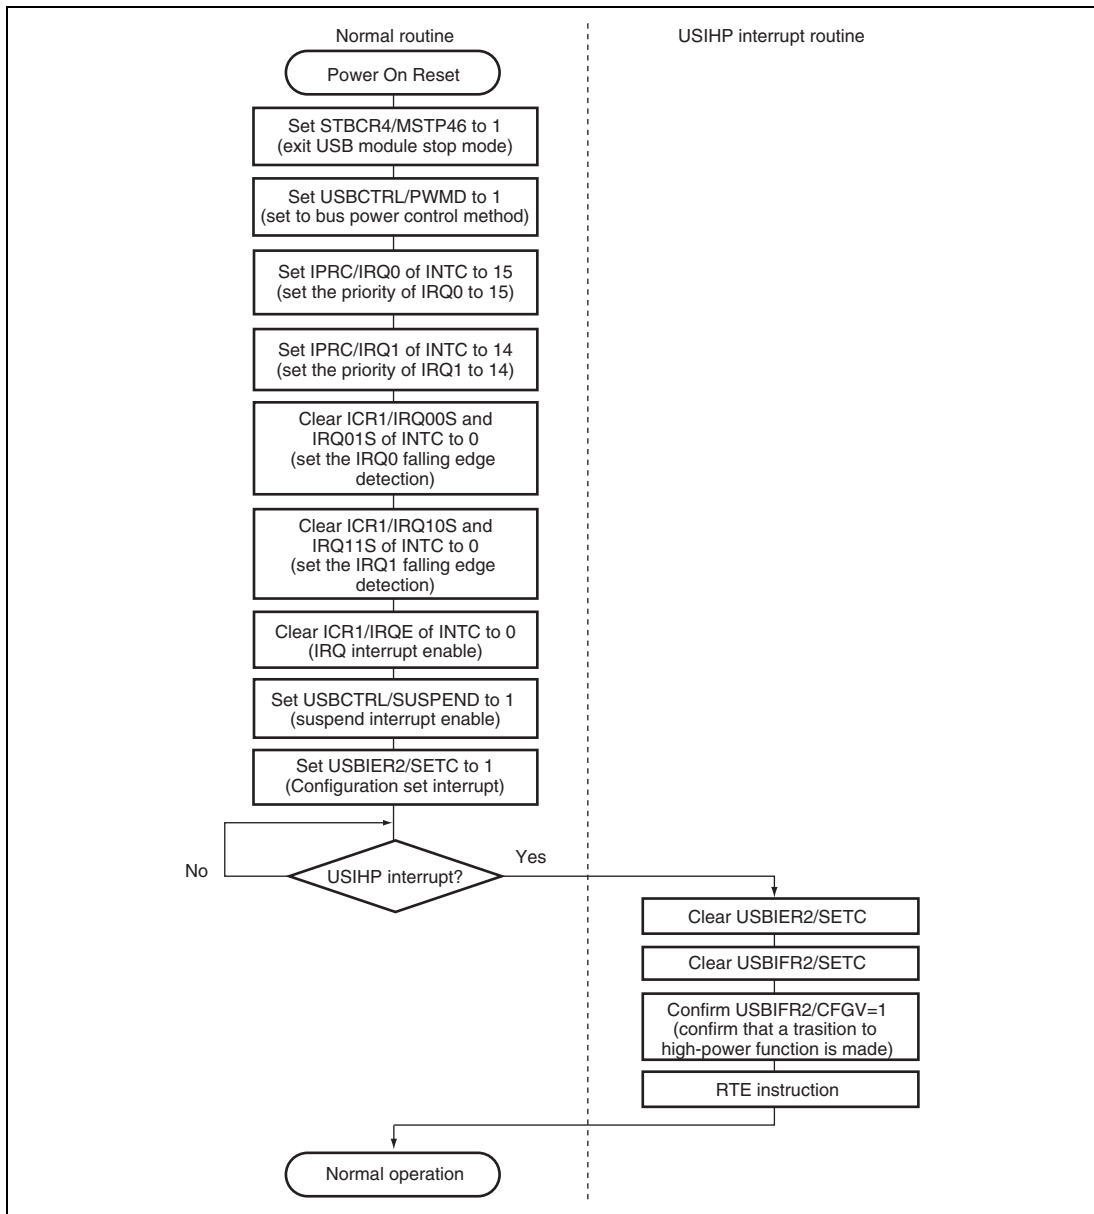 Normal routine
USIHP interrupt routine
Power On Reset
Set STBCR4/MSTP46 to 1
(exit USB module stop mode)
Set USBCTRL/PWMD to 1
(set to bus power control method)
Set IPRC/IRQ0 of INTC to 15
(set the priority of IRQ0 to 15)
Set IPRC/IRQ1 of INTC to 14
(set the priority of IRQ1 to 14)
Clear ICR1/IRQ00S and
IRQ01S of INTC to 0
(set the IRQ0 falling edge
detection)
Clear ICR1/IRQ10S and
IRQ11S of INTC to 0
(set the IRQ1 falling edge
detection)
Clear ICR1/IRQE of INTC to 0
(IRQ interrupt enable)
Set USBCTRL/SUSPEND to 1
(suspend interrupt enable)
Set USBIER2/SETC to 1
(Configuration set interrupt)
No
USIHP interrupt?
Yes
Clear USBIER2/SETC
Clear USBIFR2/SETC
Confirm USBIFR2/CFGV=1
(confirm that a trasition to
high-power function is made)
RTE instruction
Normal operation